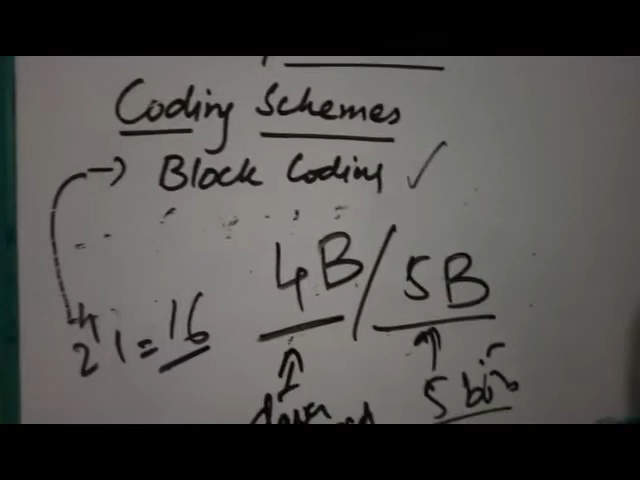 Coding Schemes
→ Block Coding ✓
2⁴ = 16 4B/5B
5 bits